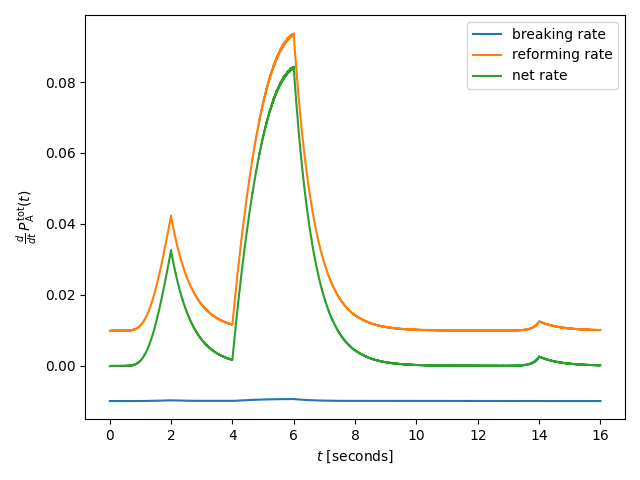 breaking rate
reforming rate
net rate
0.08
0.06
0.04
0.02
0.00
d/dt P_A^tot(t)
0 2 4 6 8 10 12 14 16
t [seconds]